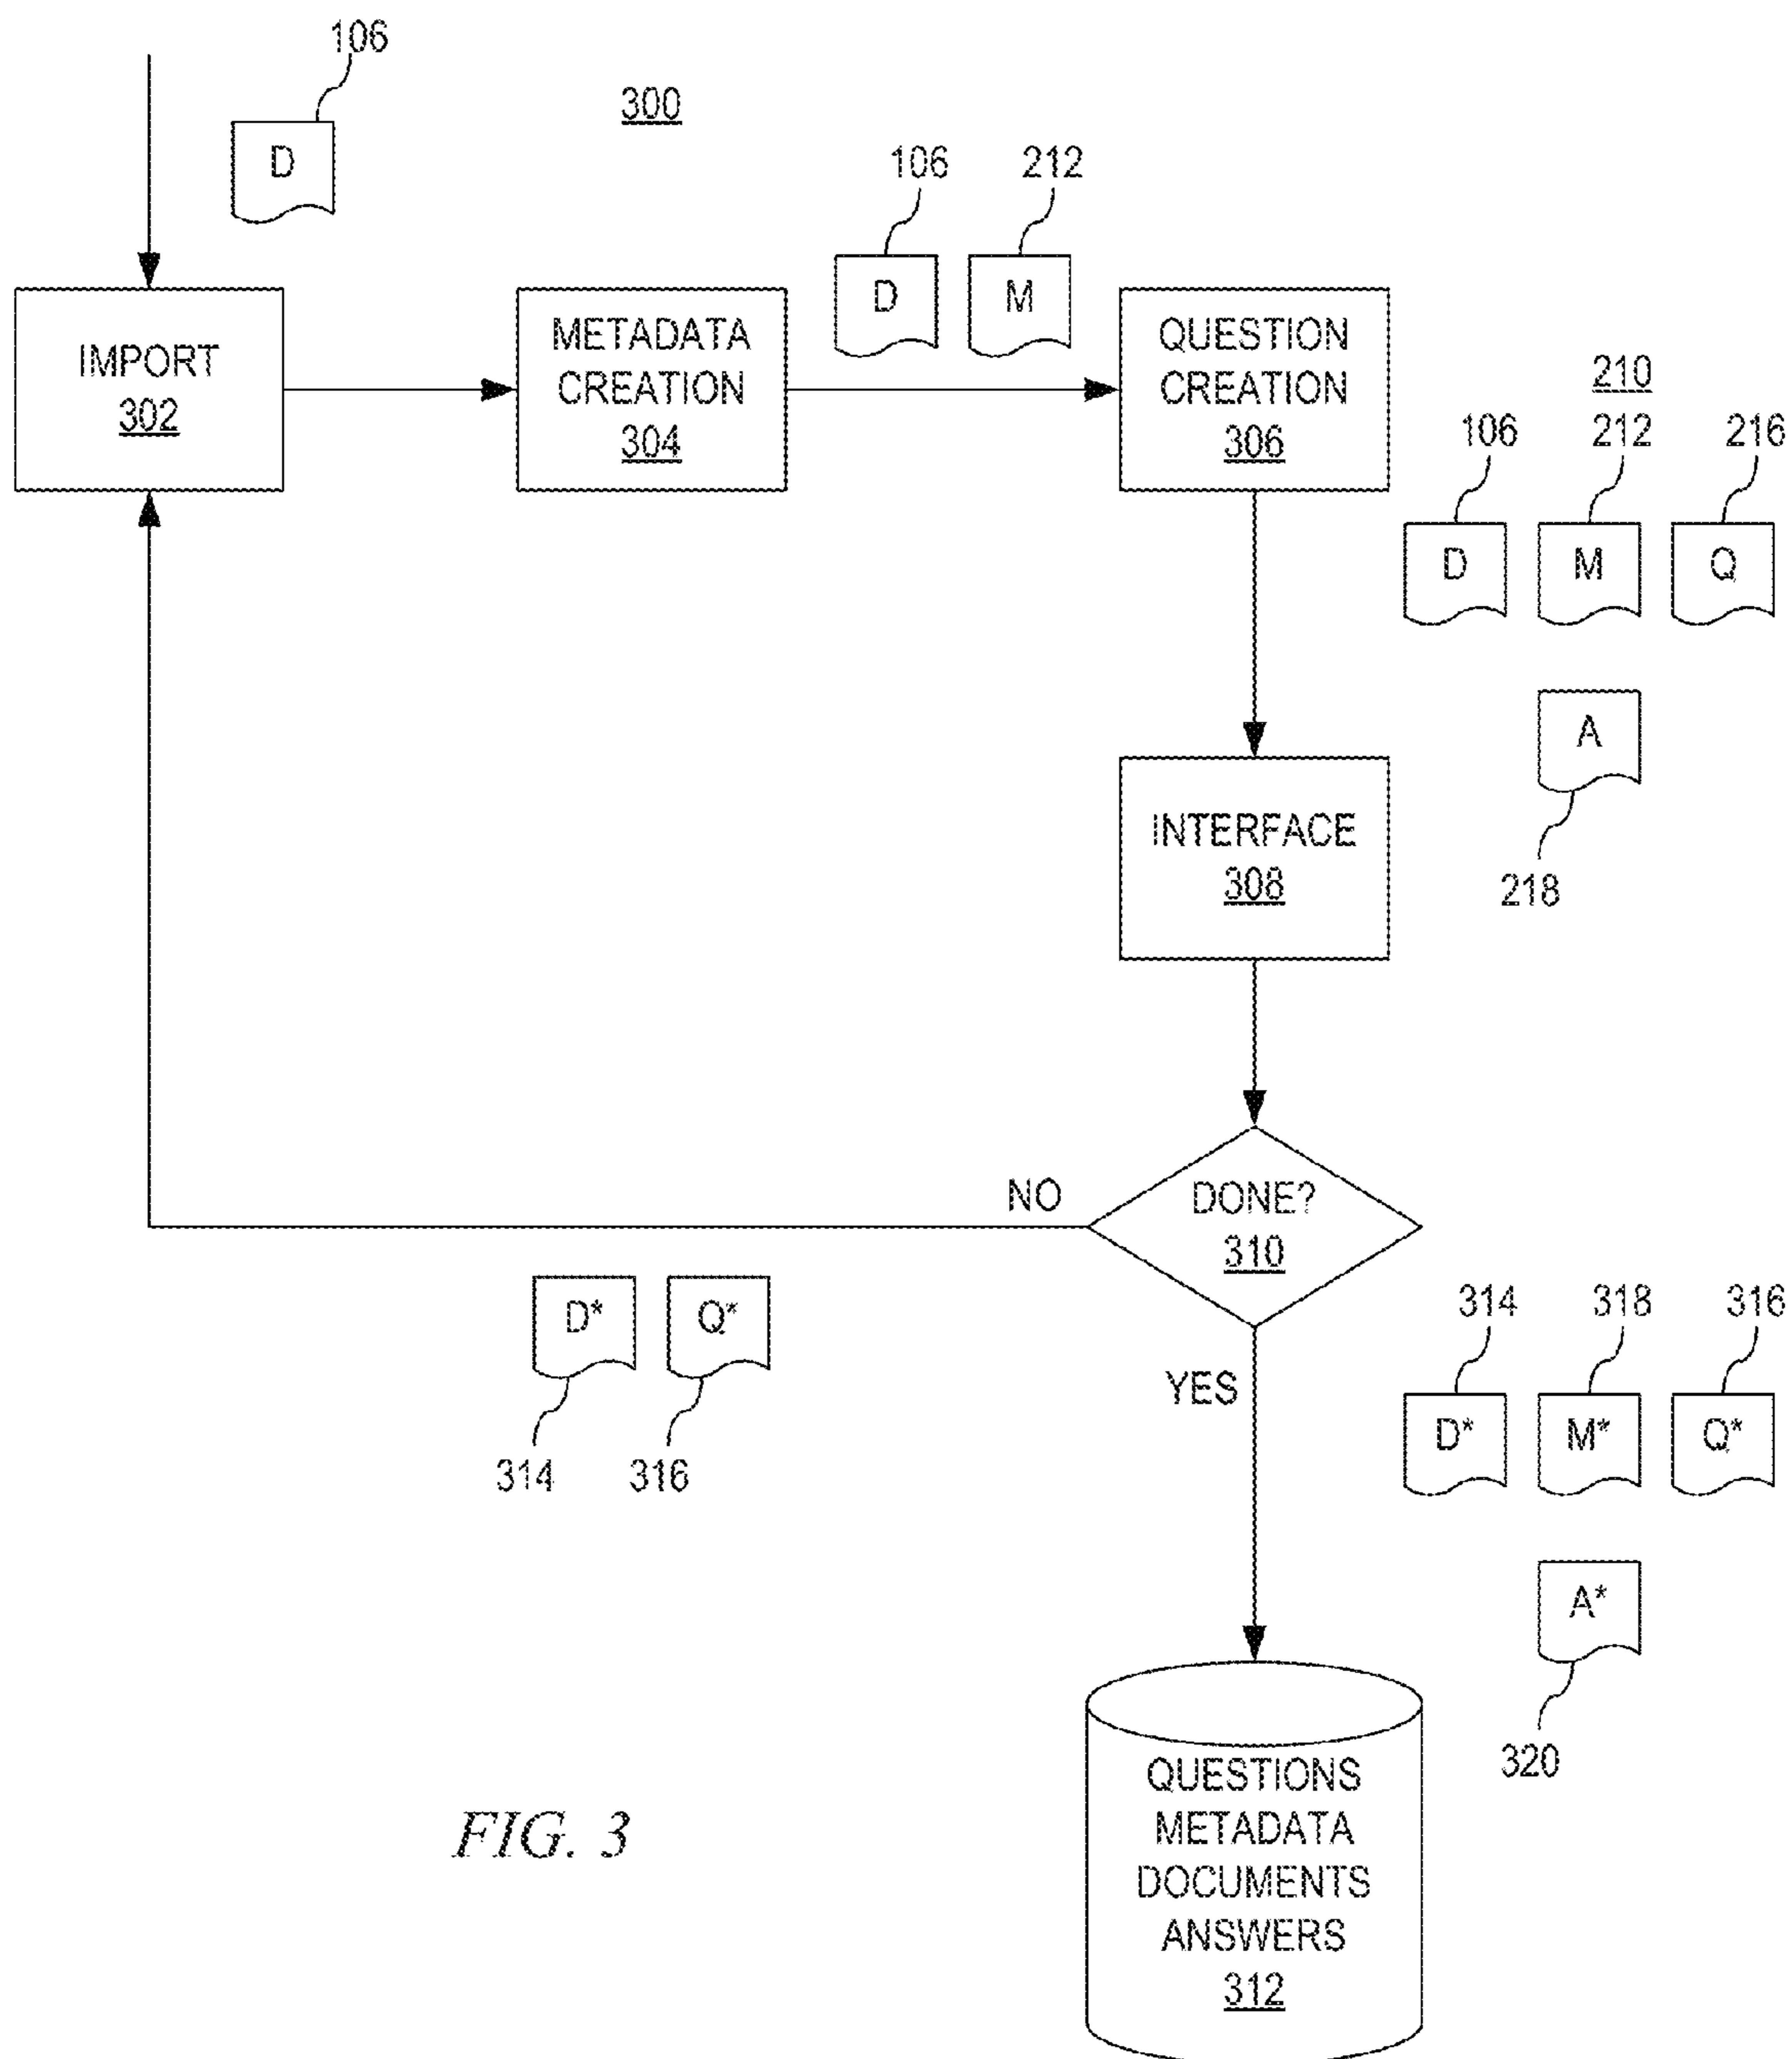 106
300
D
106 212
D M
IMPORT
302
METADATA
CREATION
304
QUESTION
CREATION
306
210
106 212 216
D M Q
A
218
INTERFACE
308
DONE?
310
NO
D* Q*
314 316
YES
314 318 316
D* M* Q*
A*
320
QUESTIONS
METADATA
DOCUMENTS
ANSWERS
312
FIG. 3